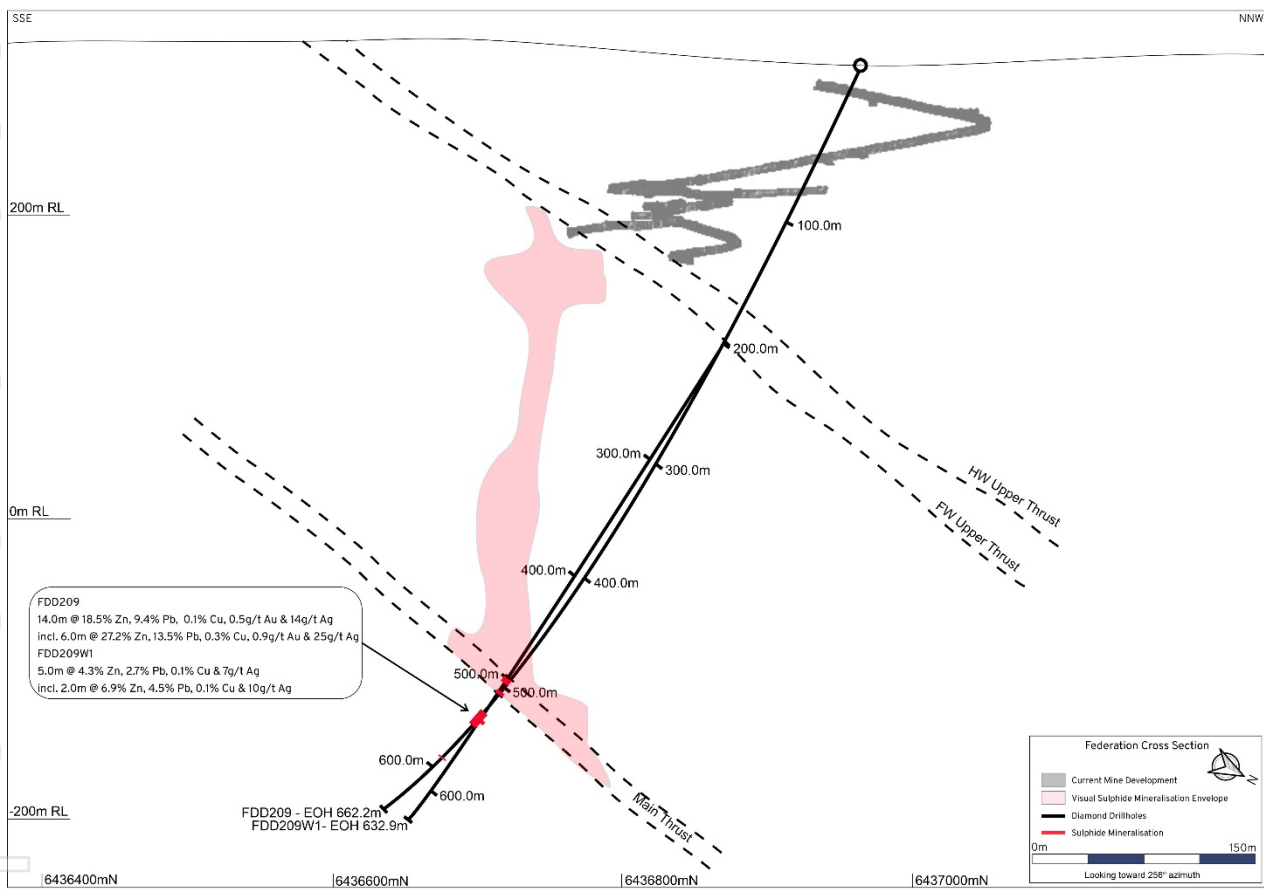 SSE
NNW
200m RL
100.0m
200.0m
300.0m
300.0m
HW Upper Thrust
FW Upper Thrust
0m RL
400.0m
400.0m
FDD209
14.0m @ 18.5% Zn, 9.4% Pb, 0.1% Cu, 0.5g/t Au & 14g/t Ag
incl. 6.0m @ 27.2% Zn, 13.5% Pb, 0.3% Cu, 0.9g/t Au & 25g/t Ag
FDD209W1
5.0m @ 4.3% Zn, 2.7% Pb, 0.1% Cu & 7g/t Ag
incl. 2.0m @ 6.9% Zn, 4.5% Pb, 0.1% Cu & 10g/t Ag
500.0m
500.0m
600.0m
600.0m
Main Thrust
FDD209 - EOH 662.2m
FDD209W1- EOH 632.9m
-200m RL
Federation Cross Section
N
Current Mine Development
Visual Sulphide Mineralisation Envelope
Diamond Drillholes
Sulphide Mineralisation
0m
150m
Looking toward 256° azimuth
6436400mN
6436600mN
6436800mN
6437000mN